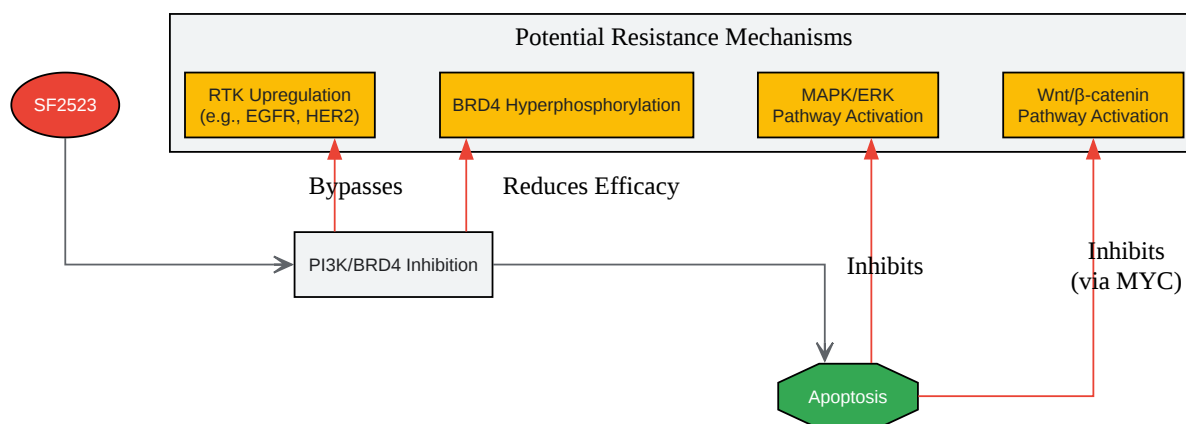 Potential Resistance Mechanisms
SF2523
RTK Upregulation
(e.g., EGFR, HER2)
BRD4 Hyperphosphorylation
MAPK/ERK
Pathway Activation
Wnt/β-catenin
Pathway Activation
Bypasses
Reduces Efficacy
PI3K/BRD4 Inhibition
Inhibits
Inhibits
(via MYC)
Apoptosis